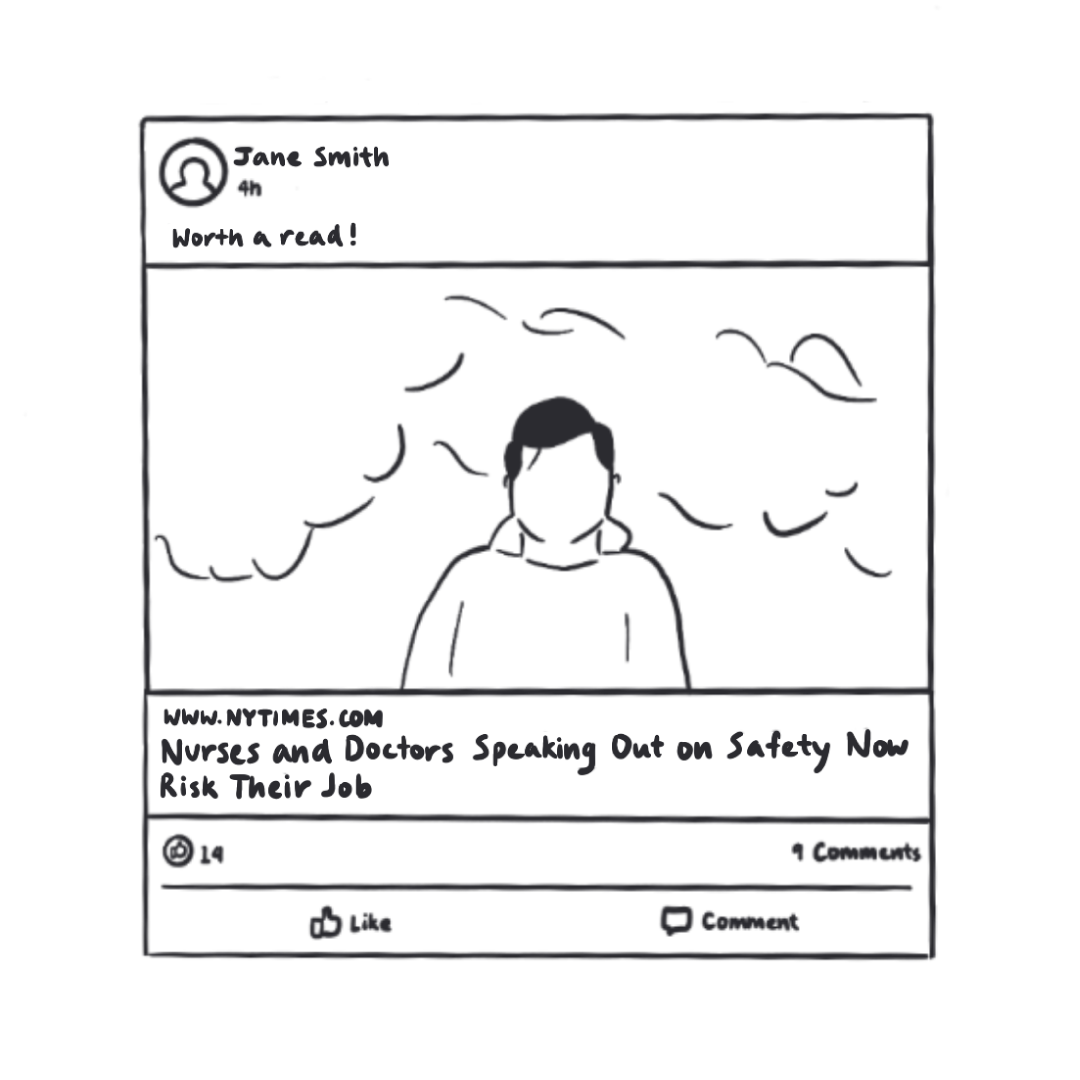 Jane Smith
4h
Worth a read!
WWW.NYTIMES.COM
Nurses and Doctors Speaking Out on Safety Now
Risk Their Job
14
9 Comments
Like
Comment